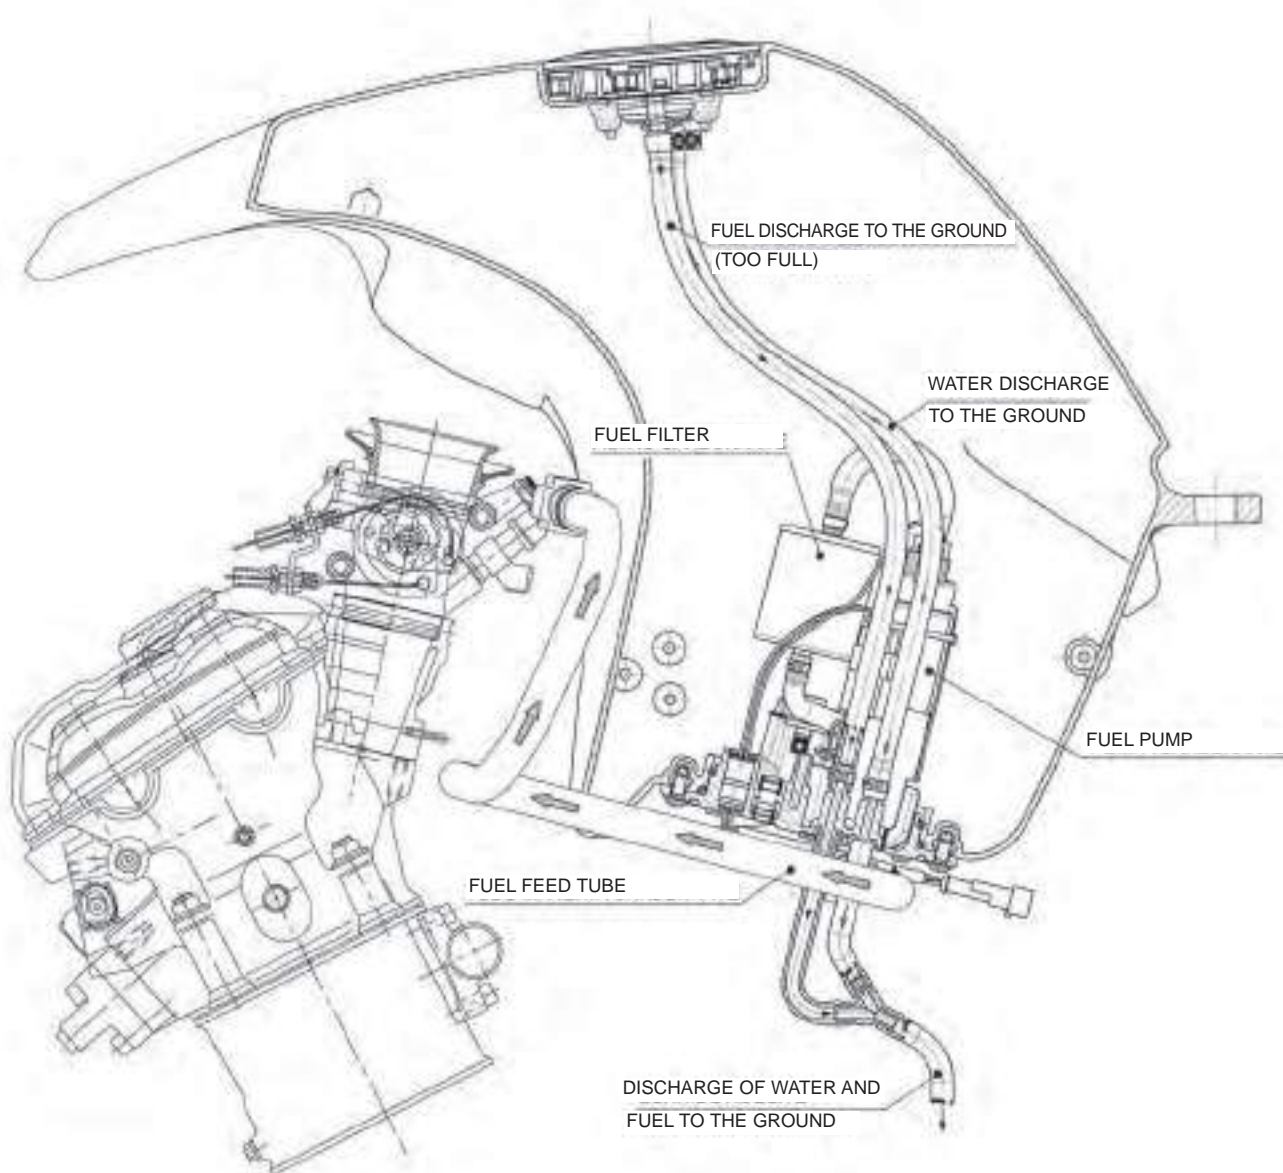 FUEL DISCHARGE TO THE GROUND
(TOO FULL)
WATER DISCHARGE
TO THE GROUND
FUEL FILTER
FUEL PUMP
FUEL FEED TUBE
DISCHARGE OF WATER AND
FUEL TO THE GROUND